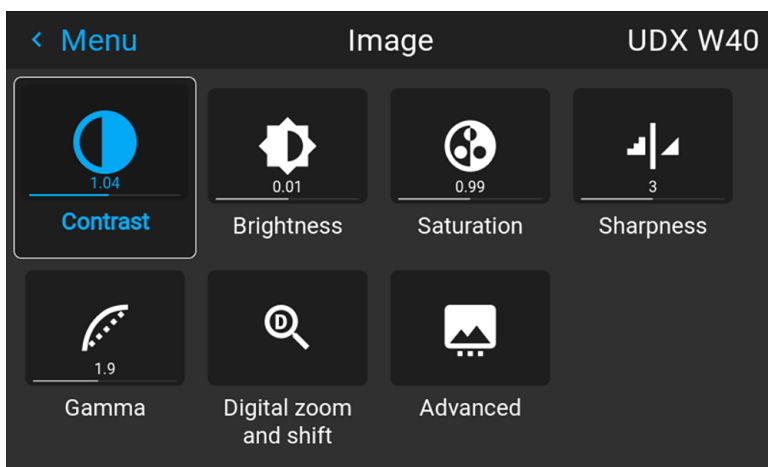 Menu
Image
UDX W40
1.04
0.01
0.99
3
Contrast
Brightness
Saturation
Sharpness
D
1.9
Gamma
Digital zoom
and shift
Advanced